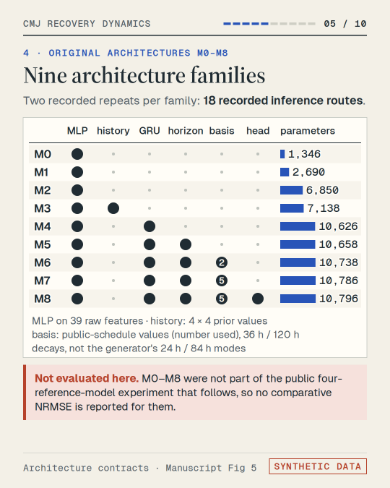 CMJ RECOVERY DYNAMICS 05 / 10
4 · ORIGINAL ARCHITECTURES M0–M8
Nine architecture families
Two recorded repeats per family: 18 recorded inference routes.
MLP history GRU horizon basis head parameters
M0 1,346
M1 2,690
M2 6,850
M3 7,138
M4 10,626
M5 10,658
M6 2 10,738
M7 5 10,786
M8 5 10,796
MLP on 39 raw features · history: 4 × 4 prior values
basis: public-schedule values (number used), 36 h / 120 h
decays, not the generator's 24 h / 84 h modes
Not evaluated here. M0–M8 were not part of the public four-
reference-model experiment that follows, so no comparative
NRMSE is reported for them.
Architecture contracts · Manuscript Fig 5 SYNTHETIC DATA